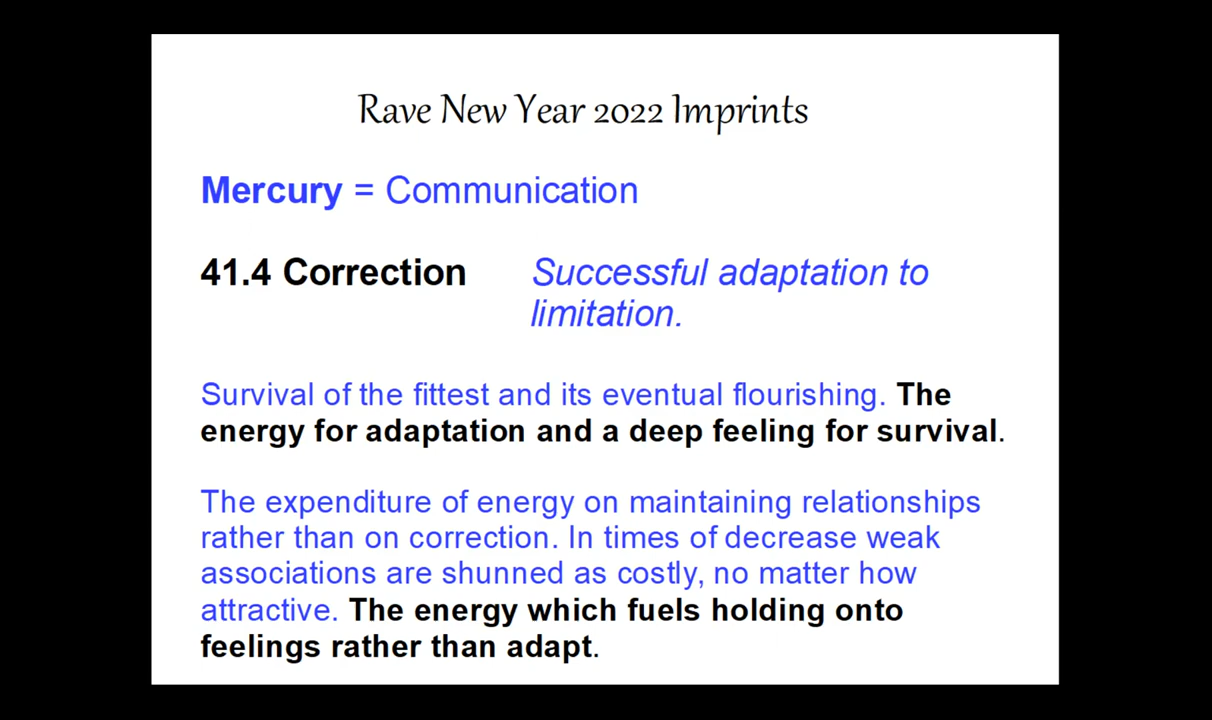 Rave New Year 2022 Imprints
Mercury = Communication
41.4 Correction Successful adaptation to
limitation.
Survival of the fittest and its eventual flourishing. The
energy for adaptation and a deep feeling for survival.
The expenditure of energy on maintaining relationships
rather than on correction. In times of decrease weak
associations are shunned as costly, no matter how
attractive. The energy which fuels holding onto
feelings rather than adapt.